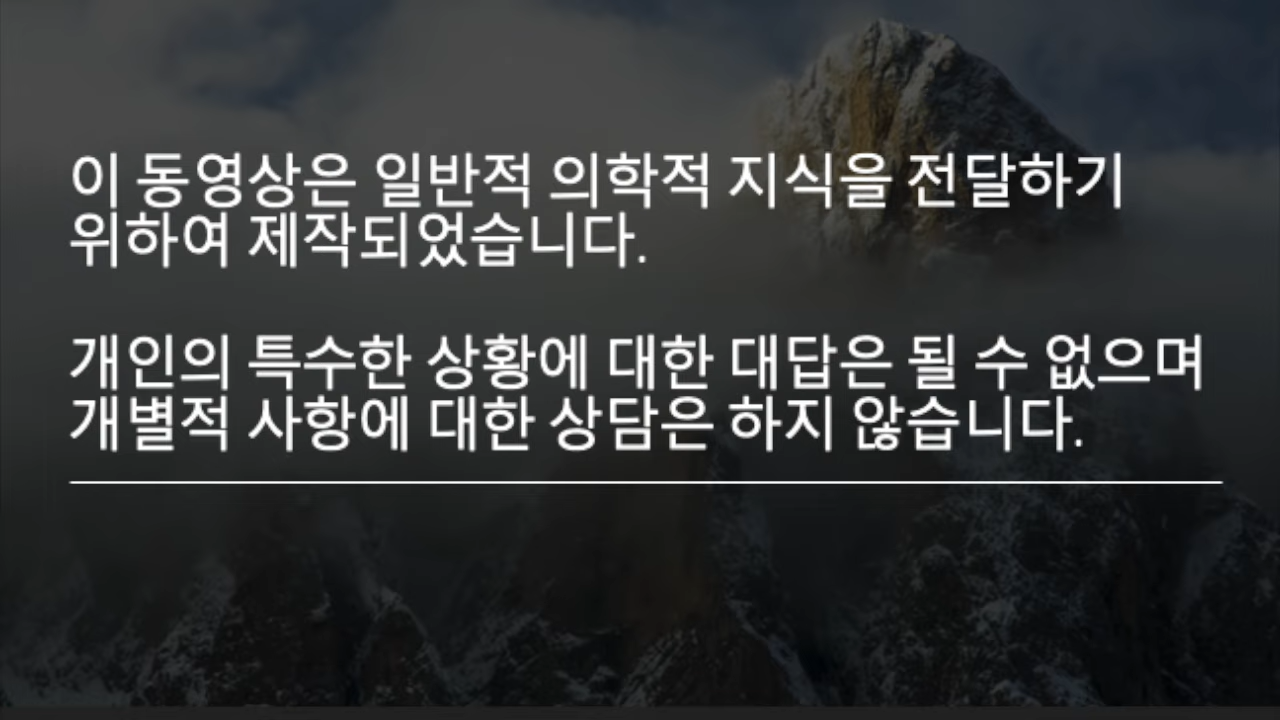 이 동영상은 일반적 의학적 지식을 전달하기
위하여 제작되었습니다.
개인의 특수한 상황에 대한 대답은 될 수 없으며
개별적 사항에 대한 상담은 하지 않습니다.